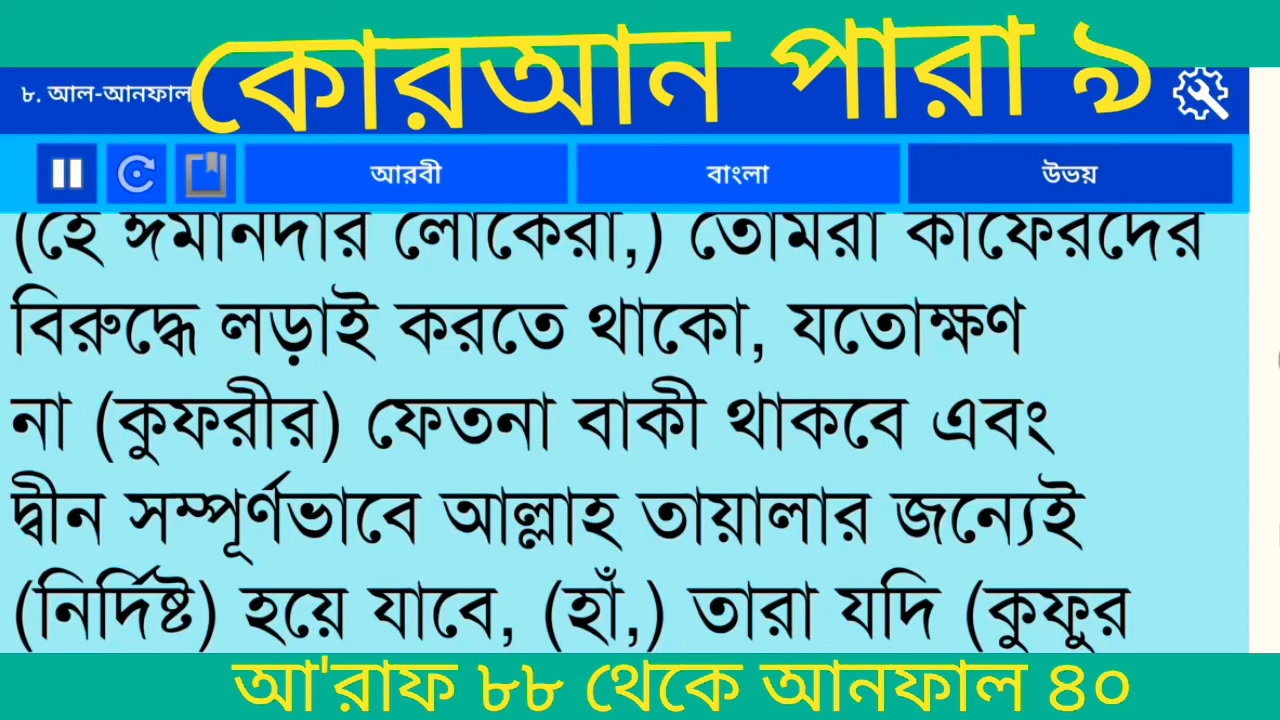 কোরআন পারা ৯
৮. আল-আনফাল
আরবী
বাংলা
উভয়
(হে ঈমানদার লোকেরা,) তোমরা কাফেরদের
বিরুদ্ধে লড়াই করতে থাকো, যতোক্ষণ
না (কুফরীর) ফেতনা বাকী থাকবে এবং
দ্বীন সম্পূর্ণভাবে আল্লাহ তায়ালার জন্যেই
(নির্দিষ্ট) হয়ে যাবে, (হাঁ,) তারা যদি (কুফুর
আ'রাফ ৮৮ থেকে আনফাল ৪০